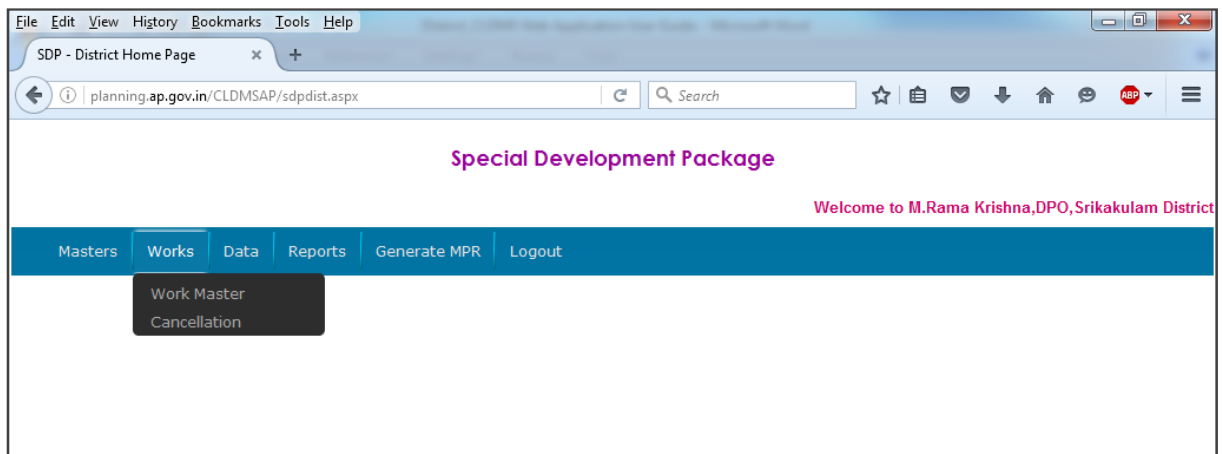 File Edit View History Bookmarks Tools Help
SDP - District Home Page × +
planning.ap.gov.in/CLDMSAP/sdpdist.aspx Search ABP
Special Development Package
Welcome to M.Rama Krishna,DPO,Srikakulam District
Masters Works Data Reports Generate MPR Logout
Work Master
Cancellation